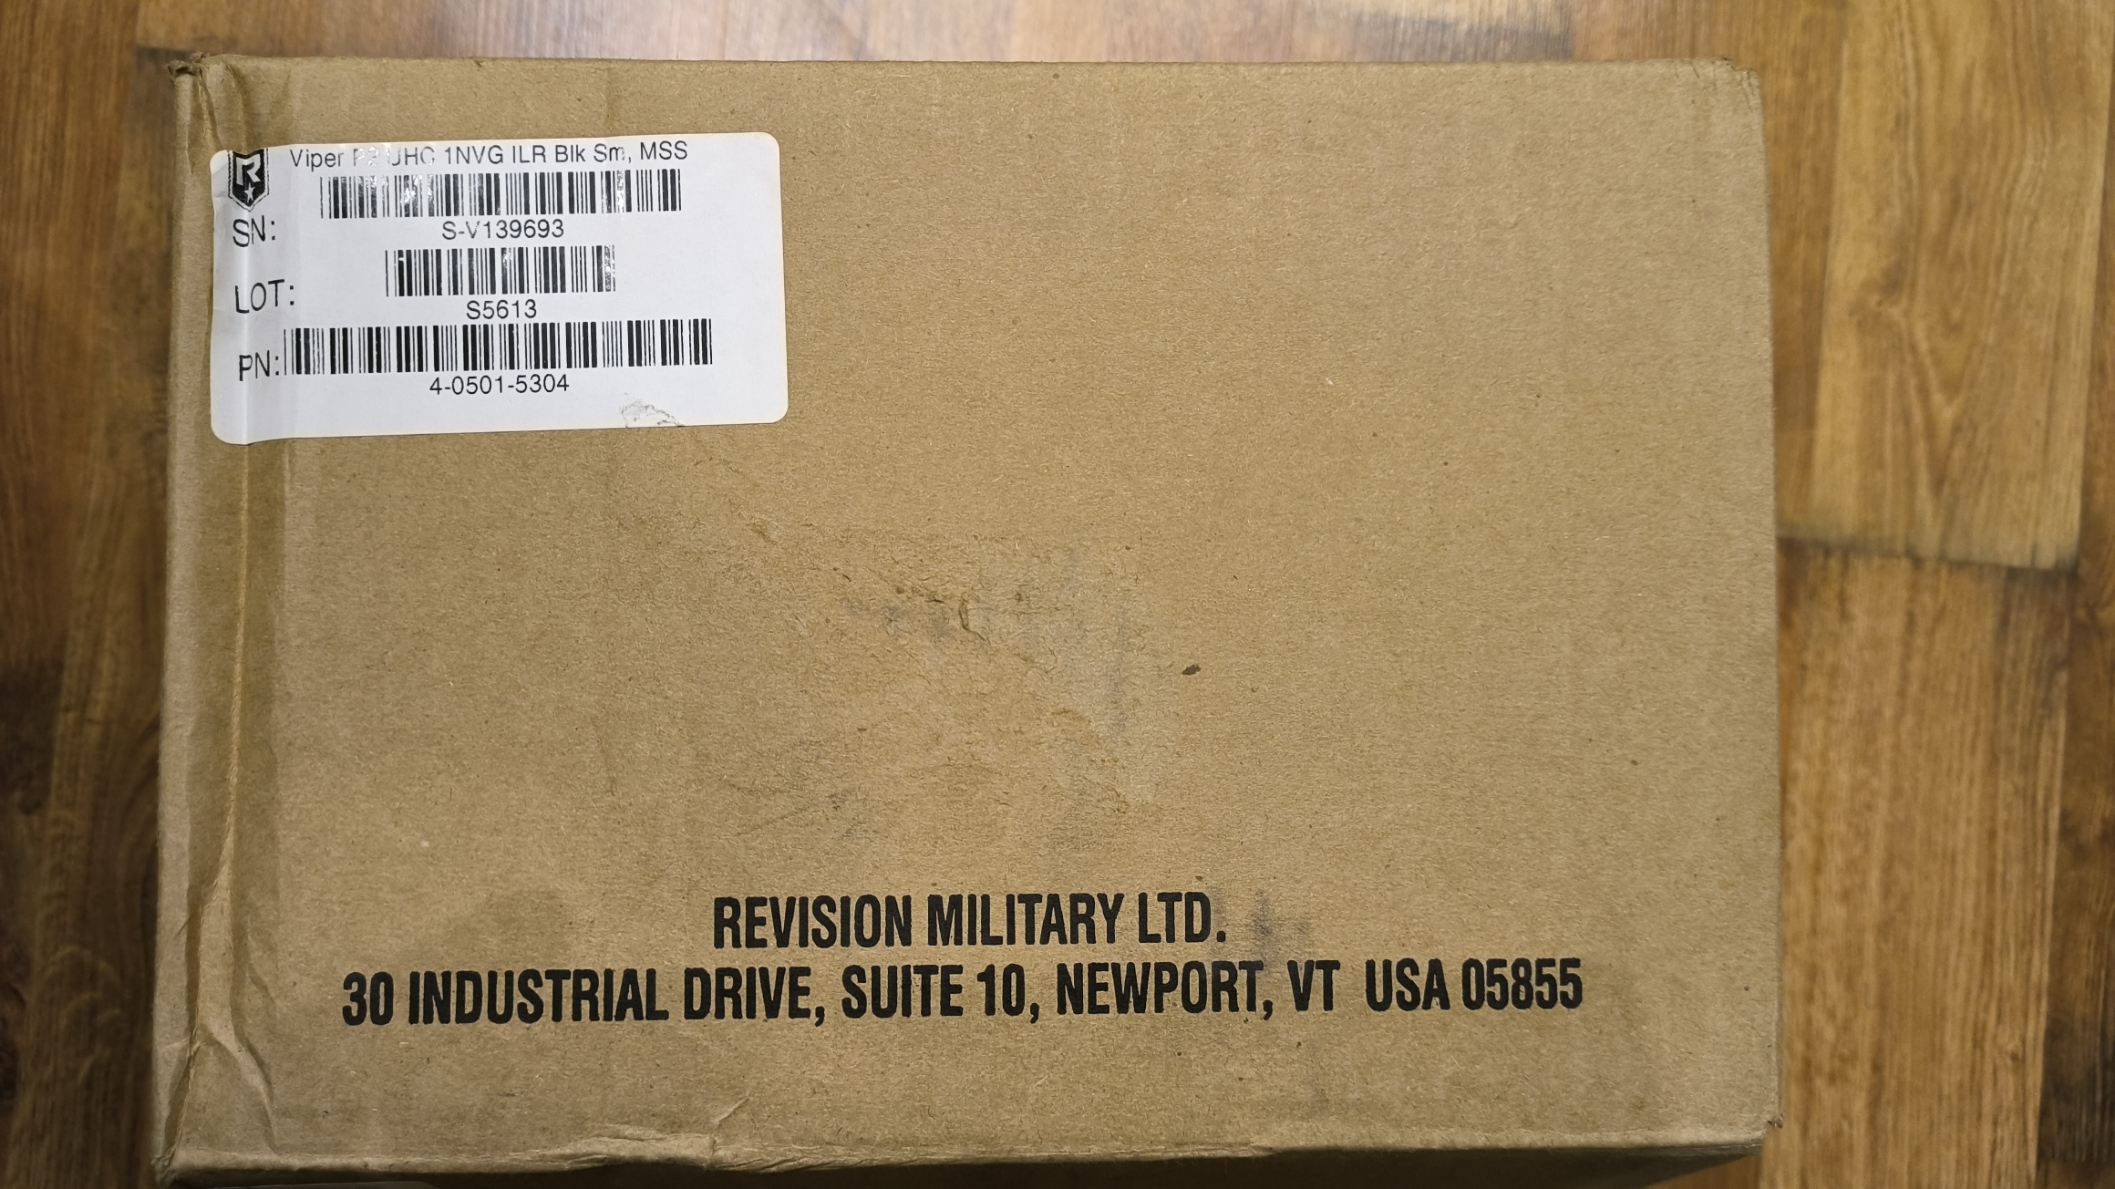 Viper P2 UHC 1NVG ILR Blk Sm, MSS
SN:
S-V139693
LOT:
S5613
PN:
4-0501-5304
REVISION MILITARY LTD.
30 INDUSTRIAL DRIVE, SUITE 10, NEWPORT, VT USA 05855